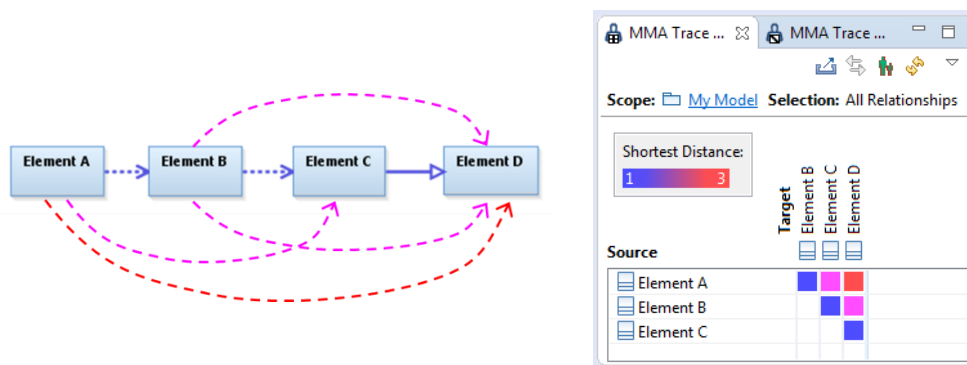 Element A
Element B
Element C
Element D
MMA Trace ...
MMA Trace ...
Scope: My Model Selection: All Relationships
Shortest Distance:
1 3
Target
Element B
Element C
Element D
Source
Element A
Element B
Element C